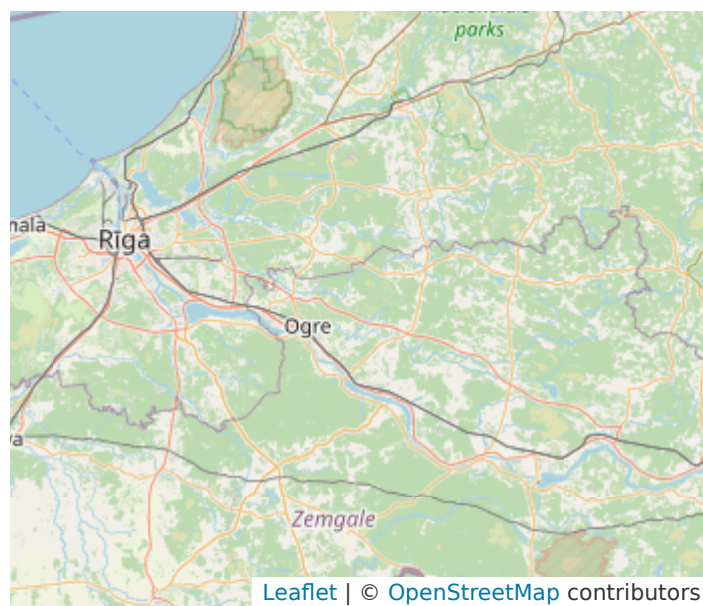 parks
nala
Rīga
Ogre
a
Zemgale
Leaflet | © OpenStreetMap contributors